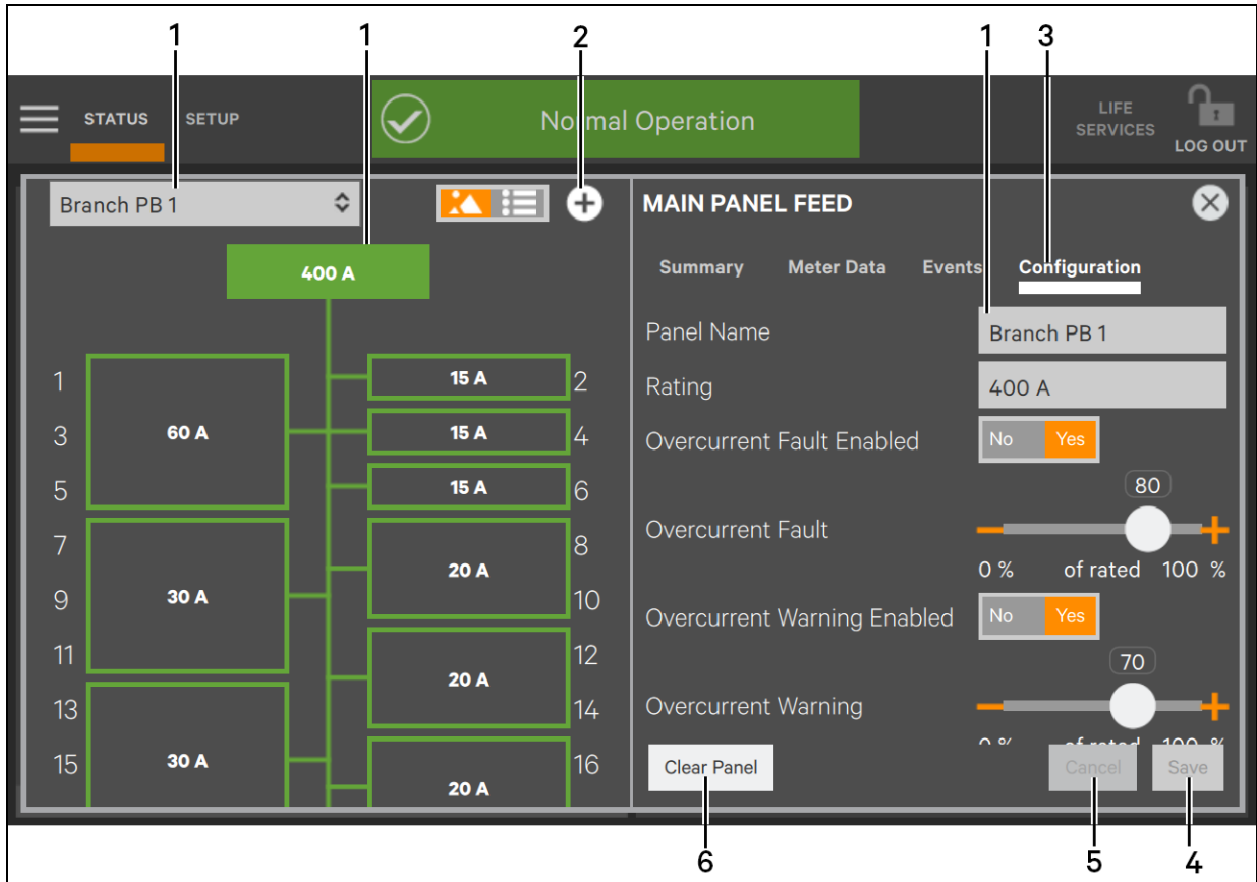 1 1 2 1 3
STATUS SETUP Normal Operation LIFE SERVICES LOG OUT
Branch PB 1
400 A
1 15 A 2
3 60 A 15 A 4
5 15 A 6
7 8
20 A
9 30 A 10
11 12
20 A
13 14
15 30 A 16
20 A
MAIN PANEL FEED
Summary Meter Data Events Configuration
Panel Name Branch PB 1
Rating 400 A
Overcurrent Fault Enabled No Yes
80
Overcurrent Fault
0 % of rated 100 %
Overcurrent Warning Enabled No Yes
70
Overcurrent Warning
0 % of rated 100 %
Clear Panel Cancel Save
6 5 4